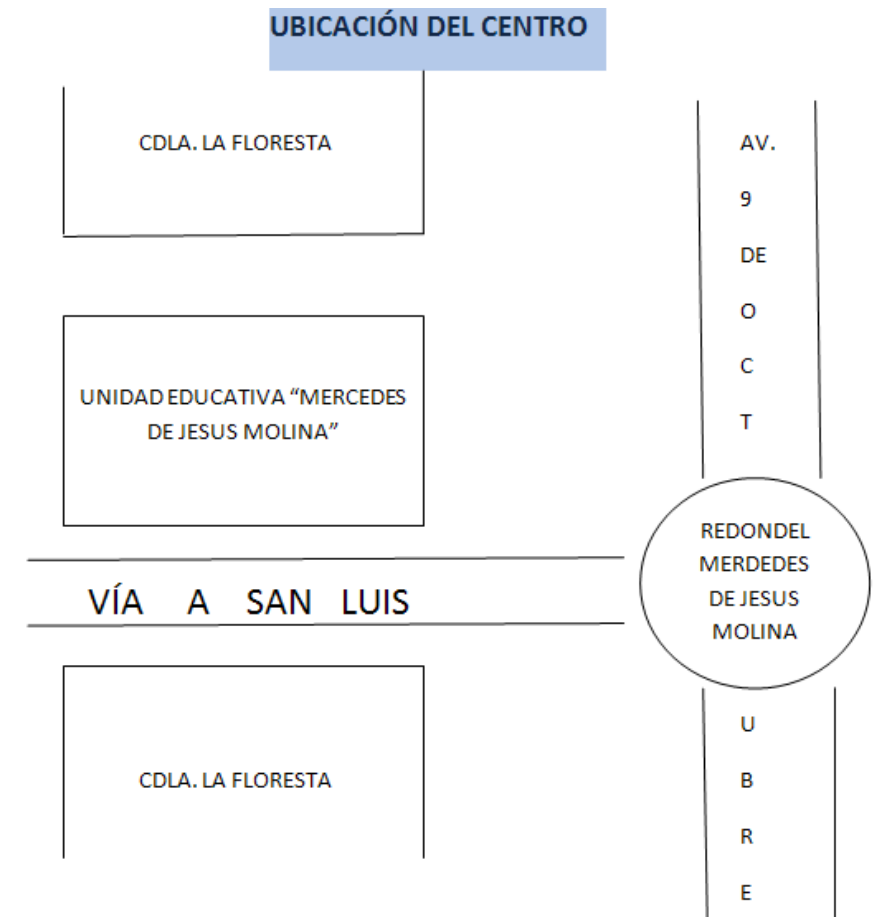 UBICACIÓN DEL CENTRO
CDLA. LA FLORESTA
UNIDAD EDUCATIVA “MERCEDES
DE JESUS MOLINA”
VÍA A SAN LUIS
CDLA. LA FLORESTA
AV.
9
DE
O
C
T
REDONDEL
MERDEDES
DE JESUS
MOLINA
U
B
R
E